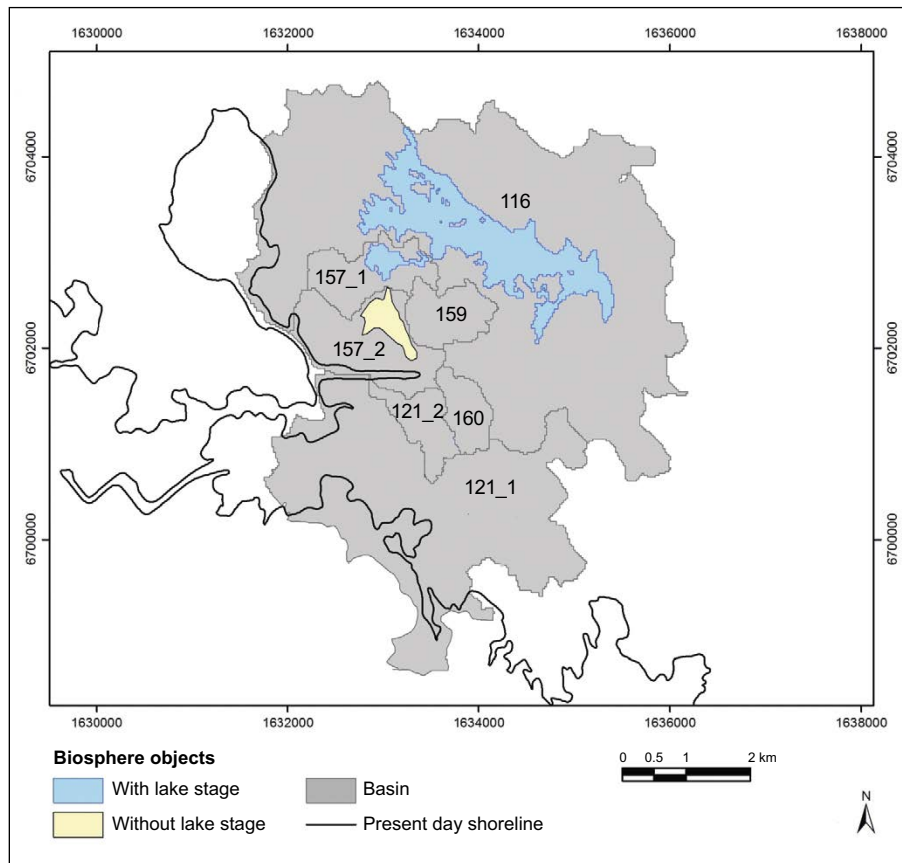 1630000 1632000 1634000 1636000 1638000
6704000 6704000
116
157_1
159
6702000 157_2 6702000
121_2 160
121_1
6700000 6700000
1630000 1632000 1634000 1636000 1638000
Biosphere objects
With lake stage Basin
Without lake stage Present day shoreline
0 0.5 1 2 km
N